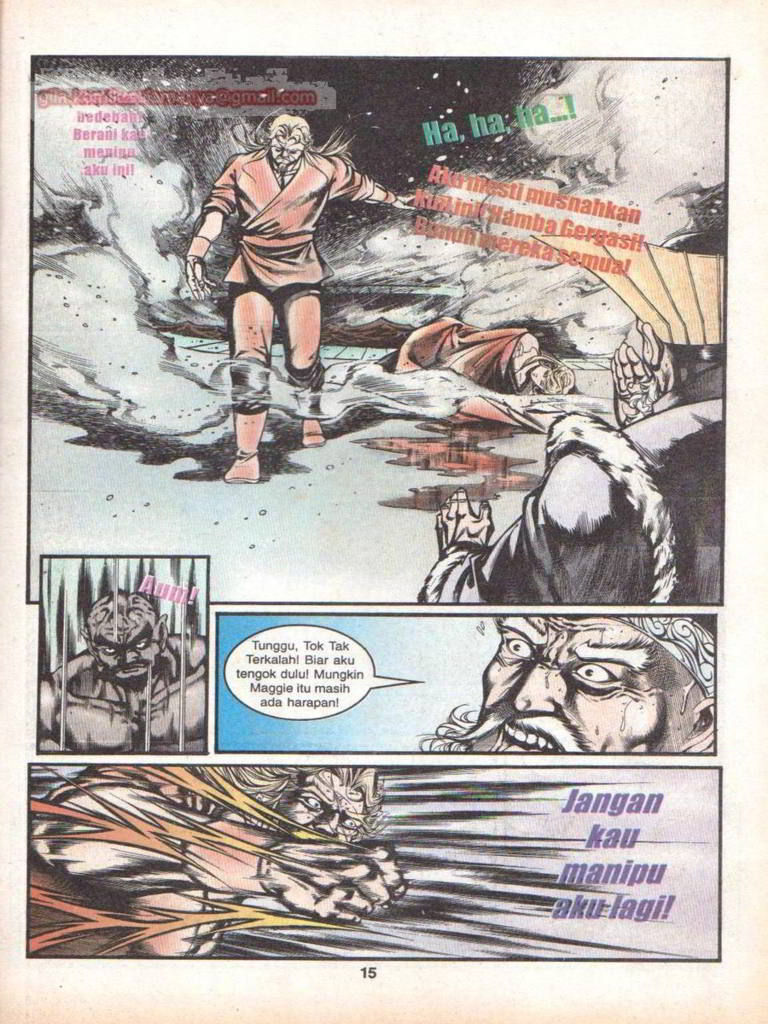 bedebah!
Berani kau
menipu
aku ini!
Ha, ha, ha...!
Aku mesti musnahkan
Kuil ini! Hamba Gergasi!
Bunuh mereka semua!
Auu!
Tunggu, Tok Tak
Terkalah! Biar aku
tengok dulu! Mungkin
Maggie itu masih
ada harapan!
Jangan
kau
manipu
aku lagi!
15